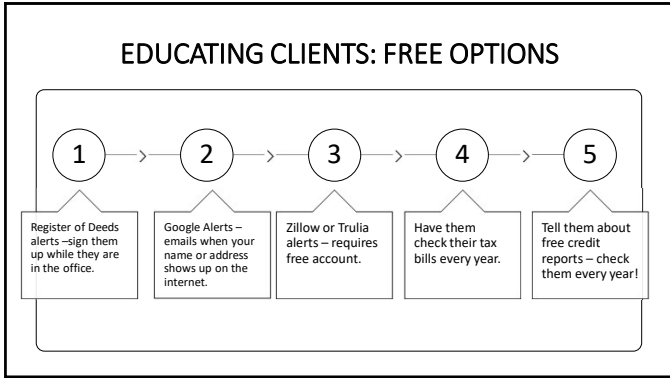 EDUCATING CLIENTS: FREE OPTIONS
1
2
3
4
5
Register of Deeds
alerts –sign them
up while they are
in the office.
Google Alerts –
emails when your
name or address
shows up on the
internet.
Zillow or Trulia
alerts – requires
free account.
Have them
check their tax
bills every year.
Tell them about
free credit
reports – check
them every year!